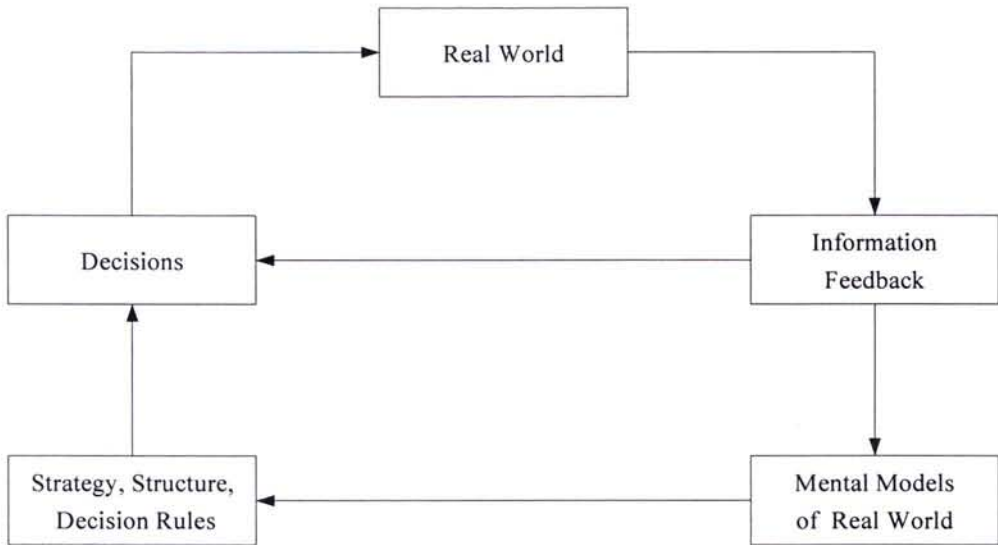 Real World
Decisions
Information
Feedback
Strategy, Structure,
Decision Rules
Mental Models
of Real World